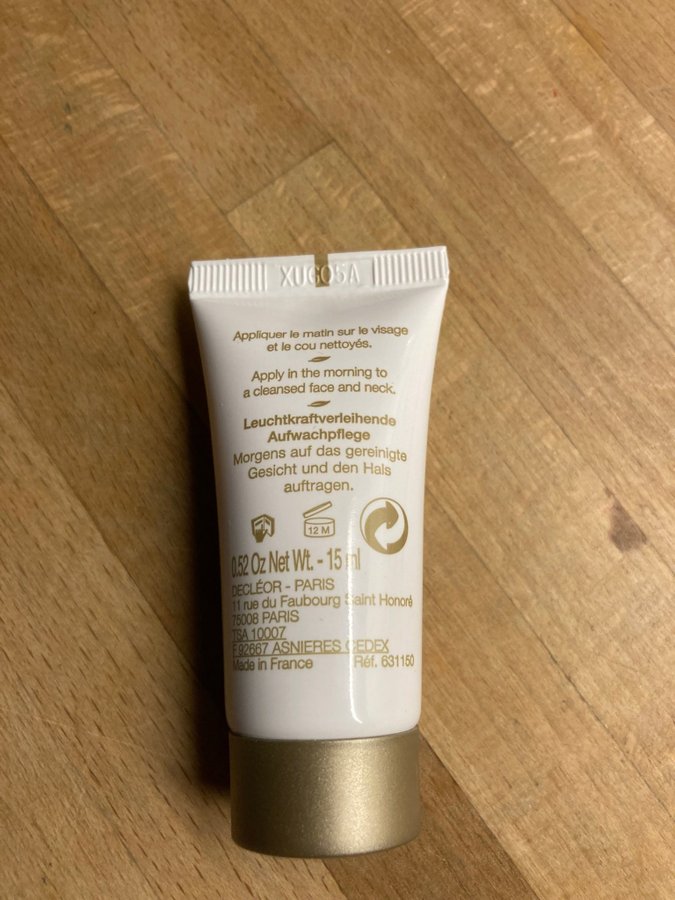 XUG05A
Appliquer le matin sur le visage
et le cou nettoyés.
Apply in the morning to
a cleansed face and neck.
Leuchtkraftverleihende
Aufwachpflege
Morgens auf das gereinigte
Gesicht und den Hals
auftragen.
12 M
0.52 Oz Net Wt. - 15 ml
DECLÉOR - PARIS
11 rue du Faubourg Saint Honoré
75008 PARIS
TSA 10007
F 92667 ASNIERES CEDEX
Made in France Réf. 631150